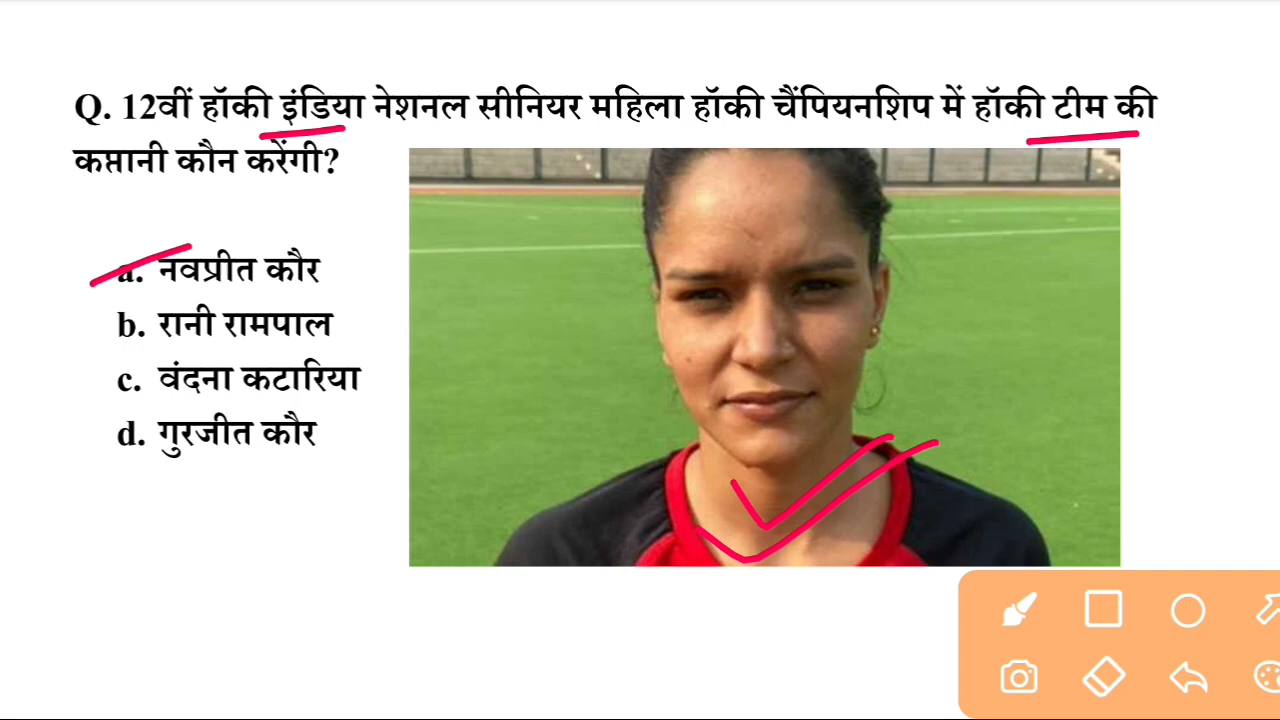 Q. 12वीं हॉकी इंडिया नेशनल सीनियर महिला हॉकी चैंपियनशिप में हॉकी टीम की
कप्तानी कौन करेंगी?
a. नवप्रीत कौर
b. रानी रामपाल
c. वंदना कटारिया
d. गुरजीत कौर